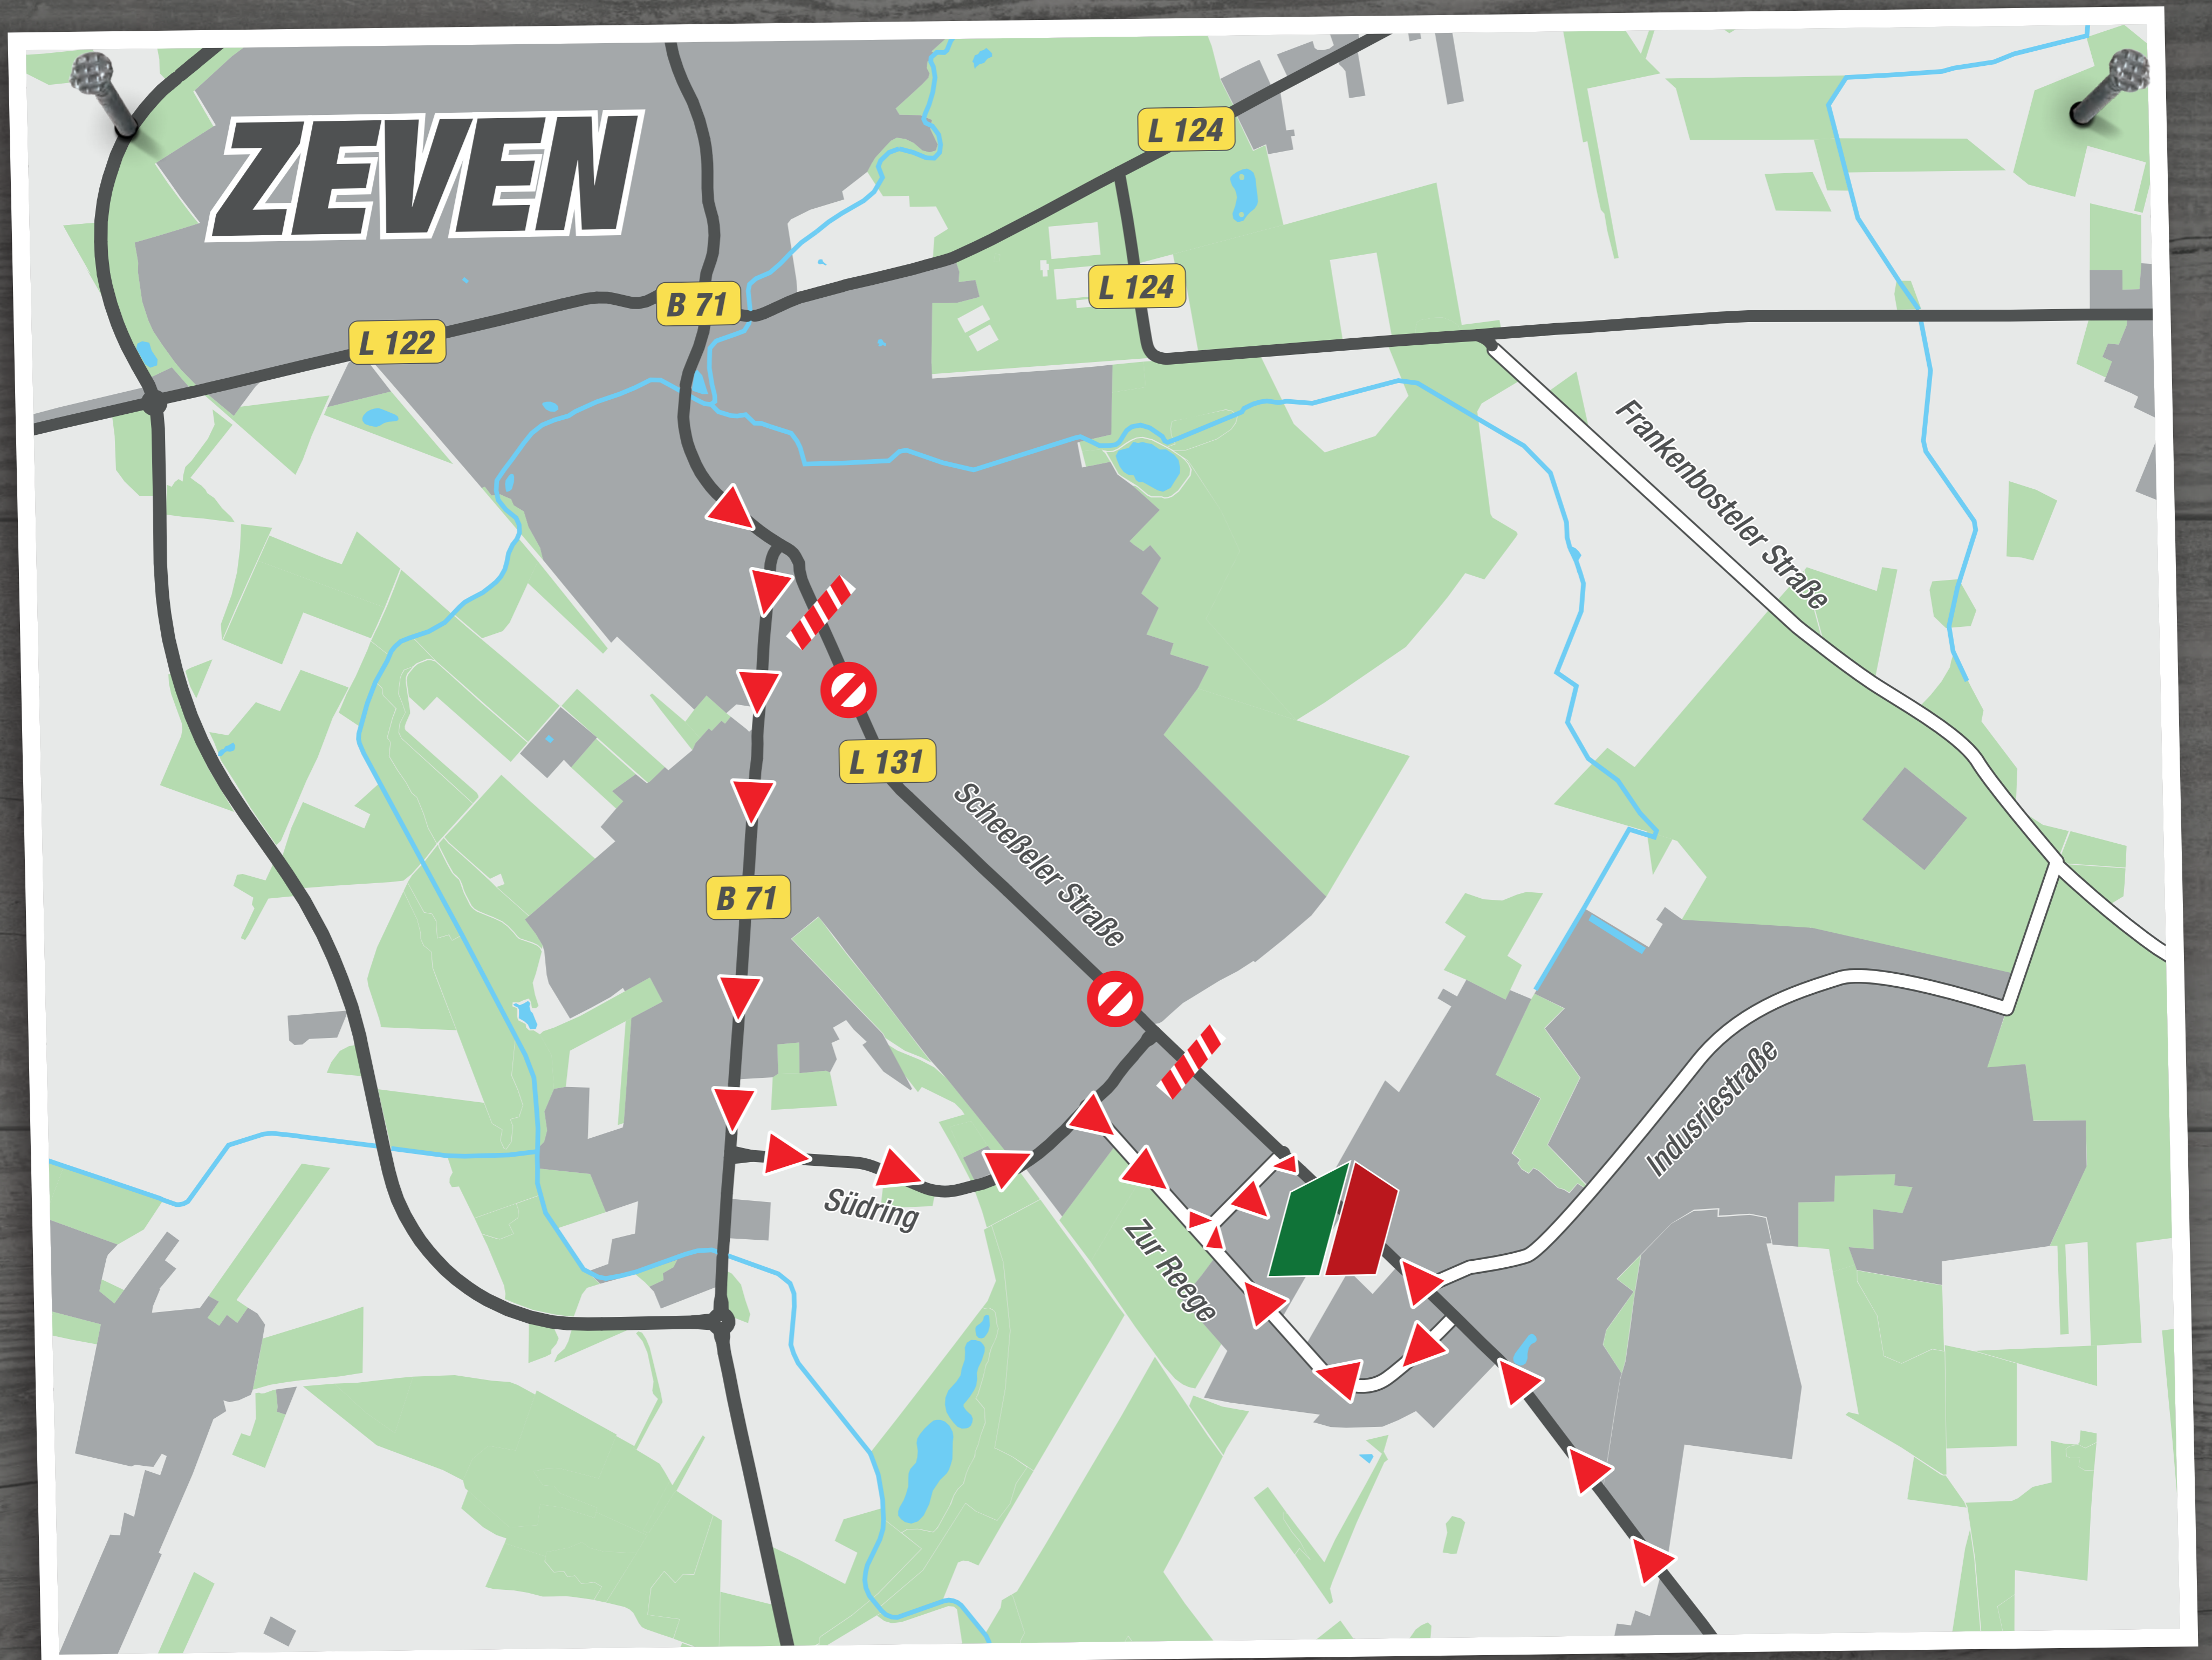 ZEVEN
L 124
L 124
B 71
L 122
Frankenbosteler Straße
L 131
Scheeßeler Straße
B 71
Indusriestraße
Südring
Zur Reege